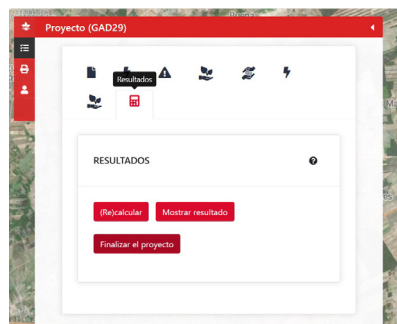 Proyecto (GAD29)
Resultados
RESULTADOS
(Re)calcular Mostrar resultado
Finalizar el proyecto